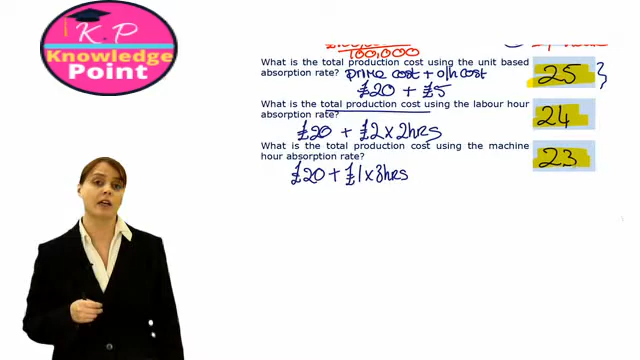 K.P
Knowledge
Point
100,000
What is the total production cost using the unit based
absorption rate? prime cost + o/h cost
25
£20 + £5
What is the total production cost using the labour hour
absorption rate?
24
£20 + £2 x 2hrs
What is the total production cost using the machine
hour absorption rate?
23
£20 + £1 x 3hrs